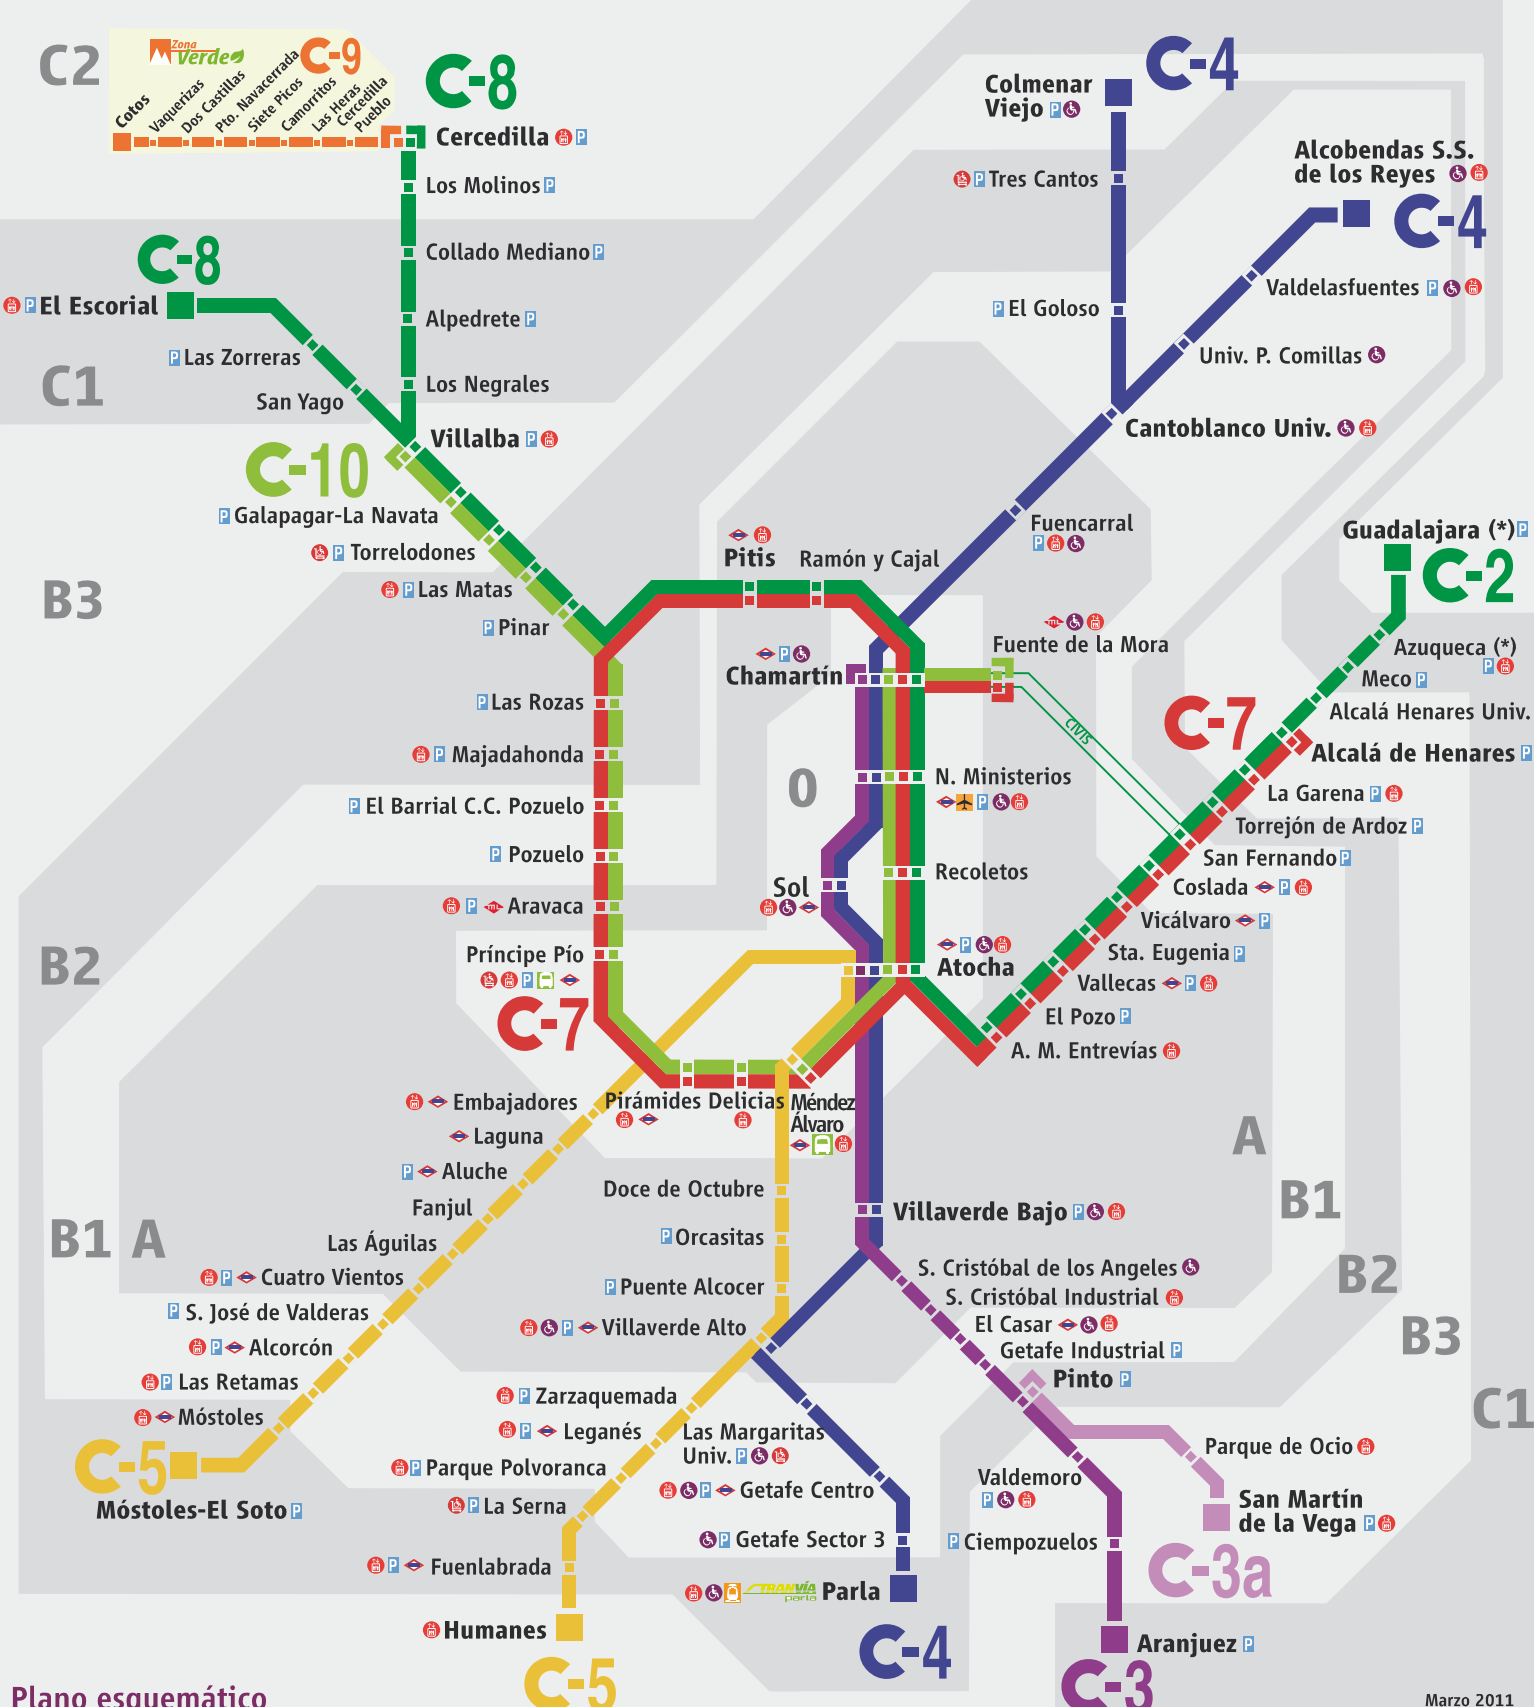 C2
Zona
Verde
C-9
Cotos
Vaquerizas
Dos Castillas
Pto. Navacerrada
Siete Picos
Camorritos
Las Heras
Cercedilla
Pueblo
C-8
Cercedilla
Los Molinos
Collado Mediano
Alpedrete
Los Negrales
C-8
El Escorial
Las Zorreras
San Yago
C1
Villalba
C-10
Galapagar-La Navata
Torrelodones
Las Matas
Pinar
B3
C-4
Colmenar
Viejo
Tres Cantos
El Goloso
Alcobendas S.S.
de los Reyes
C-4
Valdelasfuentes
Univ. P. Comillas
Cantoblanco Univ.
Fuencarral
Pitis
Ramón y Cajal
Fuente de la Mora
Chamartín
CIVIS
Guadalajara (*)
C-2
Azuqueca (*)
Meco
Alcalá Henares Univ.
C-7
Alcalá de Henares
La Garena
Torrejón de Ardoz
San Fernando
Coslada
Vicálvaro
Sta. Eugenia
Vallecas
El Pozo
A. M. Entrevías
Las Rozas
Majadahonda
El Barrial C.C. Pozuelo
Pozuelo
Aravaca
Príncipe Pío
C-7
B2
0
N. Ministerios
Recoletos
Sol
Atocha
Embajadores
Laguna
Aluche
Fanjul
Las Águilas
Cuatro Vientos
S. José de Valderas
Alcorcón
Las Retamas
Móstoles
C-5
Móstoles-El Soto
B1
A
Pirámides
Delicias
Méndez
Álvaro
Doce de Octubre
Orcasitas
Puente Alcocer
Villaverde Alto
Zarzaquemada
Leganés
Parque Polvoranca
La Serna
Fuenlabrada
Humanes
C-5
Las Margaritas
Univ.
Getafe Centro
Getafe Sector 3
TRANVÍA
parla
Parla
C-4
Villaverde Bajo
S. Cristóbal de los Angeles
S. Cristóbal Industrial
El Casar
Getafe Industrial
Pinto
Valdemoro
Ciempozuelos
Parque de Ocio
San Martín
de la Vega
C-3a
Aranjuez
C-3
A
B1
B2
B3
C1
Plano esquemático
Marzo 2011